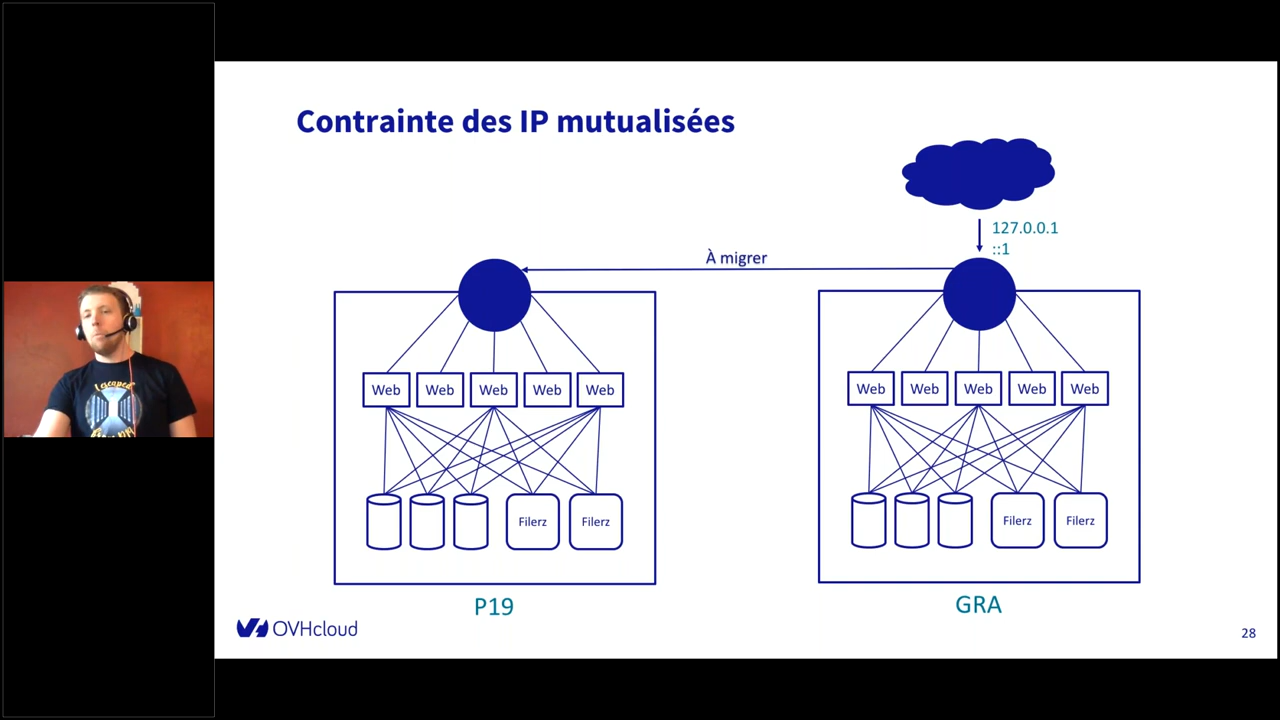 Contrainte des IP mutualisées
127.0.0.1
::1
À migrer
Web Web Web Web Web
Web Web Web Web Web
Filerz Filerz
Filerz Filerz
P19
GRA
OVHcloud
28
I escaped